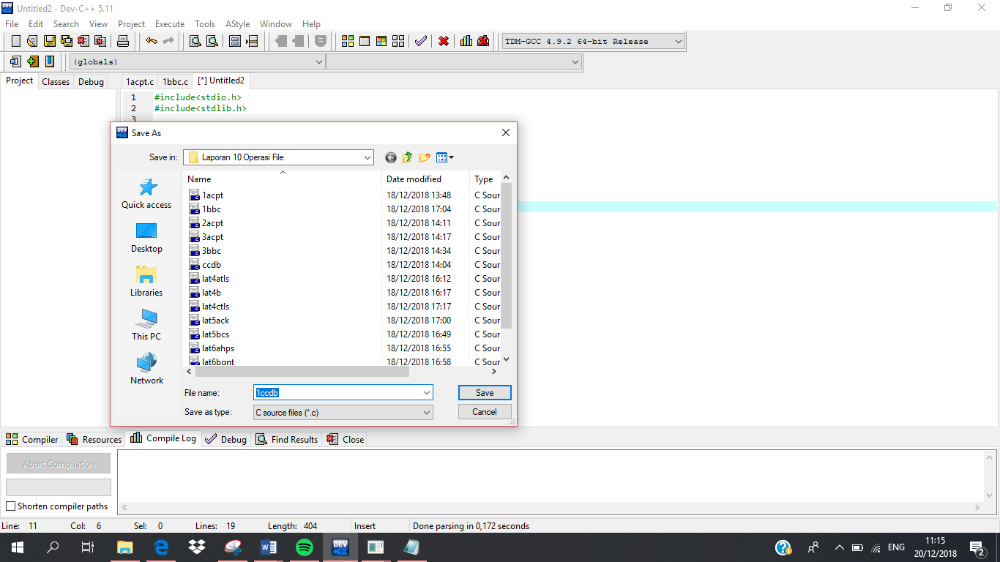 Untitled2 - Dev-C++ 5.11
File Edit Search View Project Execute Tools AStyle Window Help
TDM-GCC 4.9.2 64-bit Release
(globals)
Project Classes Debug
1acpt.c 1bbc.c [*] Untitled2
1 #include<stdio.h>
2 #include<stdlib.h>
3
Save As
Save in: Laporan 10 Operasi File
Name Date modified Type
1acpt 18/12/2018 13:48 C Sour
1bbc 18/12/2018 17:04 C Sour
2acpt 18/12/2018 14:11 C Sour
3acpt 18/12/2018 14:17 C Sour
3bbc 18/12/2018 14:34 C Sour
ccdb 18/12/2018 14:04 C Sour
lat4atls 18/12/2018 16:12 C Sour
lat4b 18/12/2018 16:17 C Sour
lat4ctls 18/12/2018 17:17 C Sour
lat5ack 18/12/2018 17:00 C Sour
lat5bcs 18/12/2018 16:49 C Sour
lat6ahps 18/12/2018 16:55 C Sour
lat6bgnt 18/12/2018 16:58 C Sour
Quick access
Desktop
Libraries
This PC
Network
File name: 1ccdb Save
Save as type: C source files (*.c) Cancel
Compiler Resources Compile Log Debug Find Results Close
Abort Compilation
Shorten compiler paths
Line: 11 Col: 6 Sel: 0 Lines: 19 Length: 404 Insert Done parsing in 0,172 seconds
DEV
ENG
11:15
20/12/2018
2